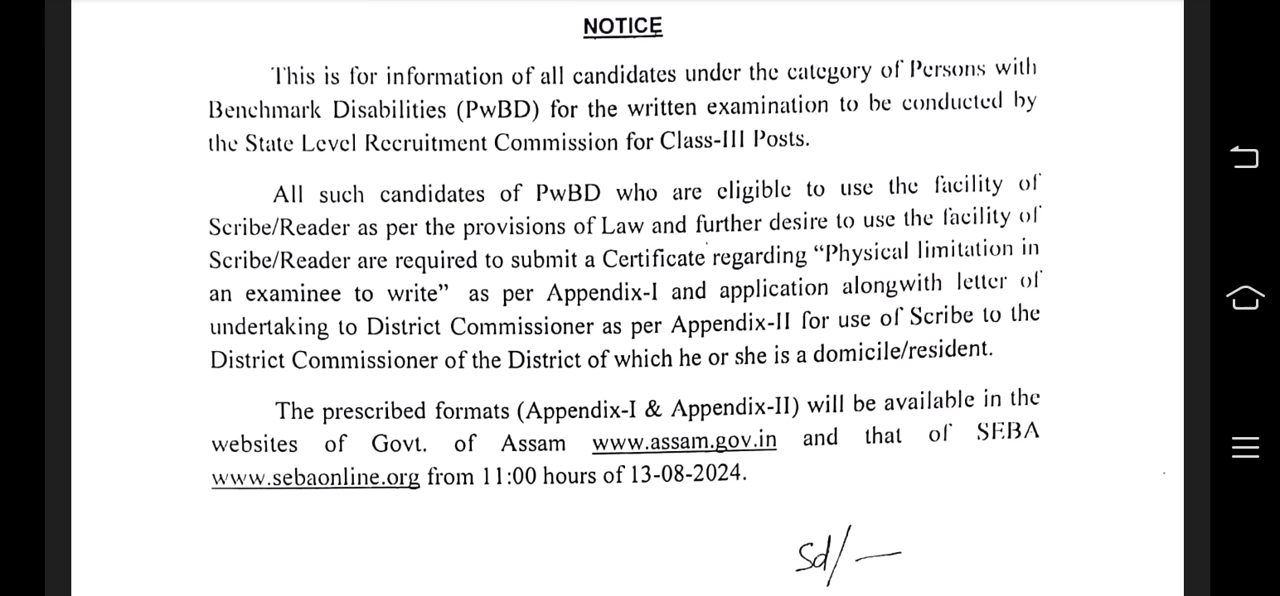 NOTICE
This is for information of all candidates under the category of Persons with
Benchmark Disabilities (PwBD) for the written examination to be conducted by
the State Level Recruitment Commission for Class-III Posts.
All such candidates of PwBD who are eligible to use the facility of
Scribe/Reader as per the provisions of Law and further desire to use the facility of
Scribe/Reader are required to submit a Certificate regarding “Physical limitation in
an examinee to write” as per Appendix-I and application alongwith letter of
undertaking to District Commissioner as per Appendix-II for use of Scribe to the
District Commissioner of the District of which he or she is a domicile/resident.
The prescribed formats (Appendix-I & Appendix-II) will be available in the
websites of Govt. of Assam www.assam.gov.in and that of SEBA
www.sebaonline.org from 11:00 hours of 13-08-2024.
Sd/—